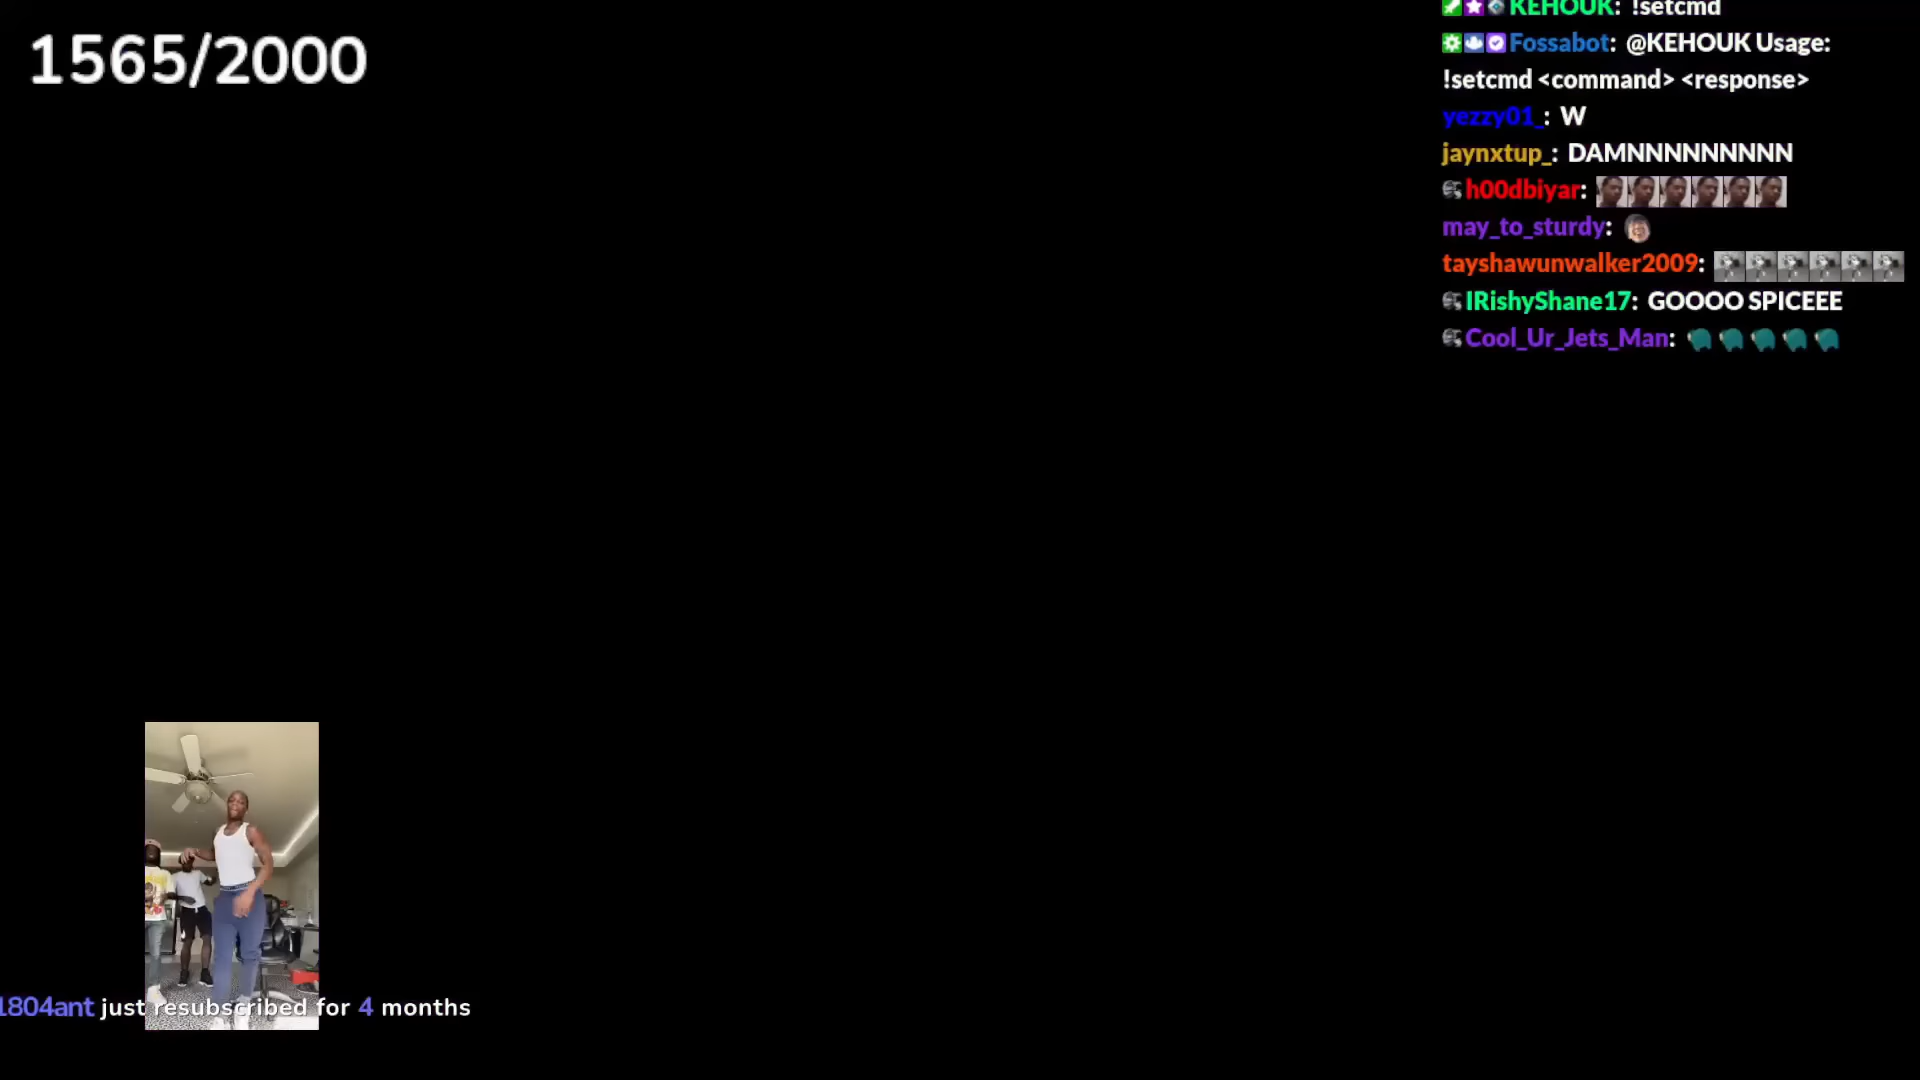 1565/2000
KEHOUK: !setcmd
Fossabot: @KEHOUK Usage:
!setcmd <command> <response>
yezzy01_: W
jaynxtup_: DAMNNNNNNNNNN
h00dbiyar:
may_to_sturdy:
tayshawunwalker2009:
IRishyShane17: GOOOO SPICEEE
Cool_Ur_Jets_Man:
1804ant just resubscribed for 4 months